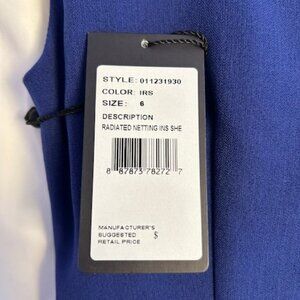 STYLE: 011231930
COLOR: IRS
SIZE: 6
DESCRIPTION
RADIATED NETTING INS SHE
8 87873 78272 7
MANUFACTURER'S
SUGGESTED $
RETAIL PRICE